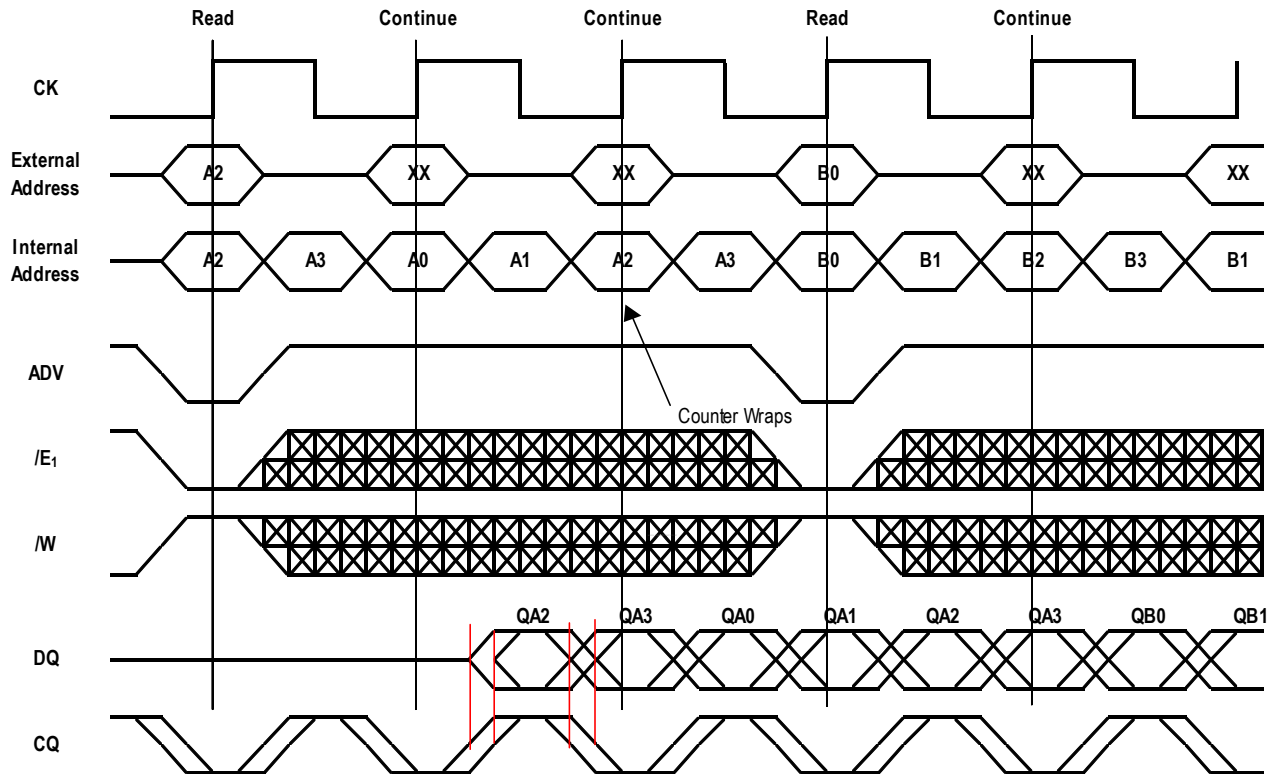 Read Continue Continue Read Continue
CK
External
Address
A2 XX XX B0 XX XX
Internal
Address
A2 A3 A0 A1 A2 A3 B0 B1 B2 B3 B1
ADV
Counter Wraps
/E₁
/W
QA2 QA3 QA0 QA1 QA2 QA3 QB0 QB1
DQ
CQ